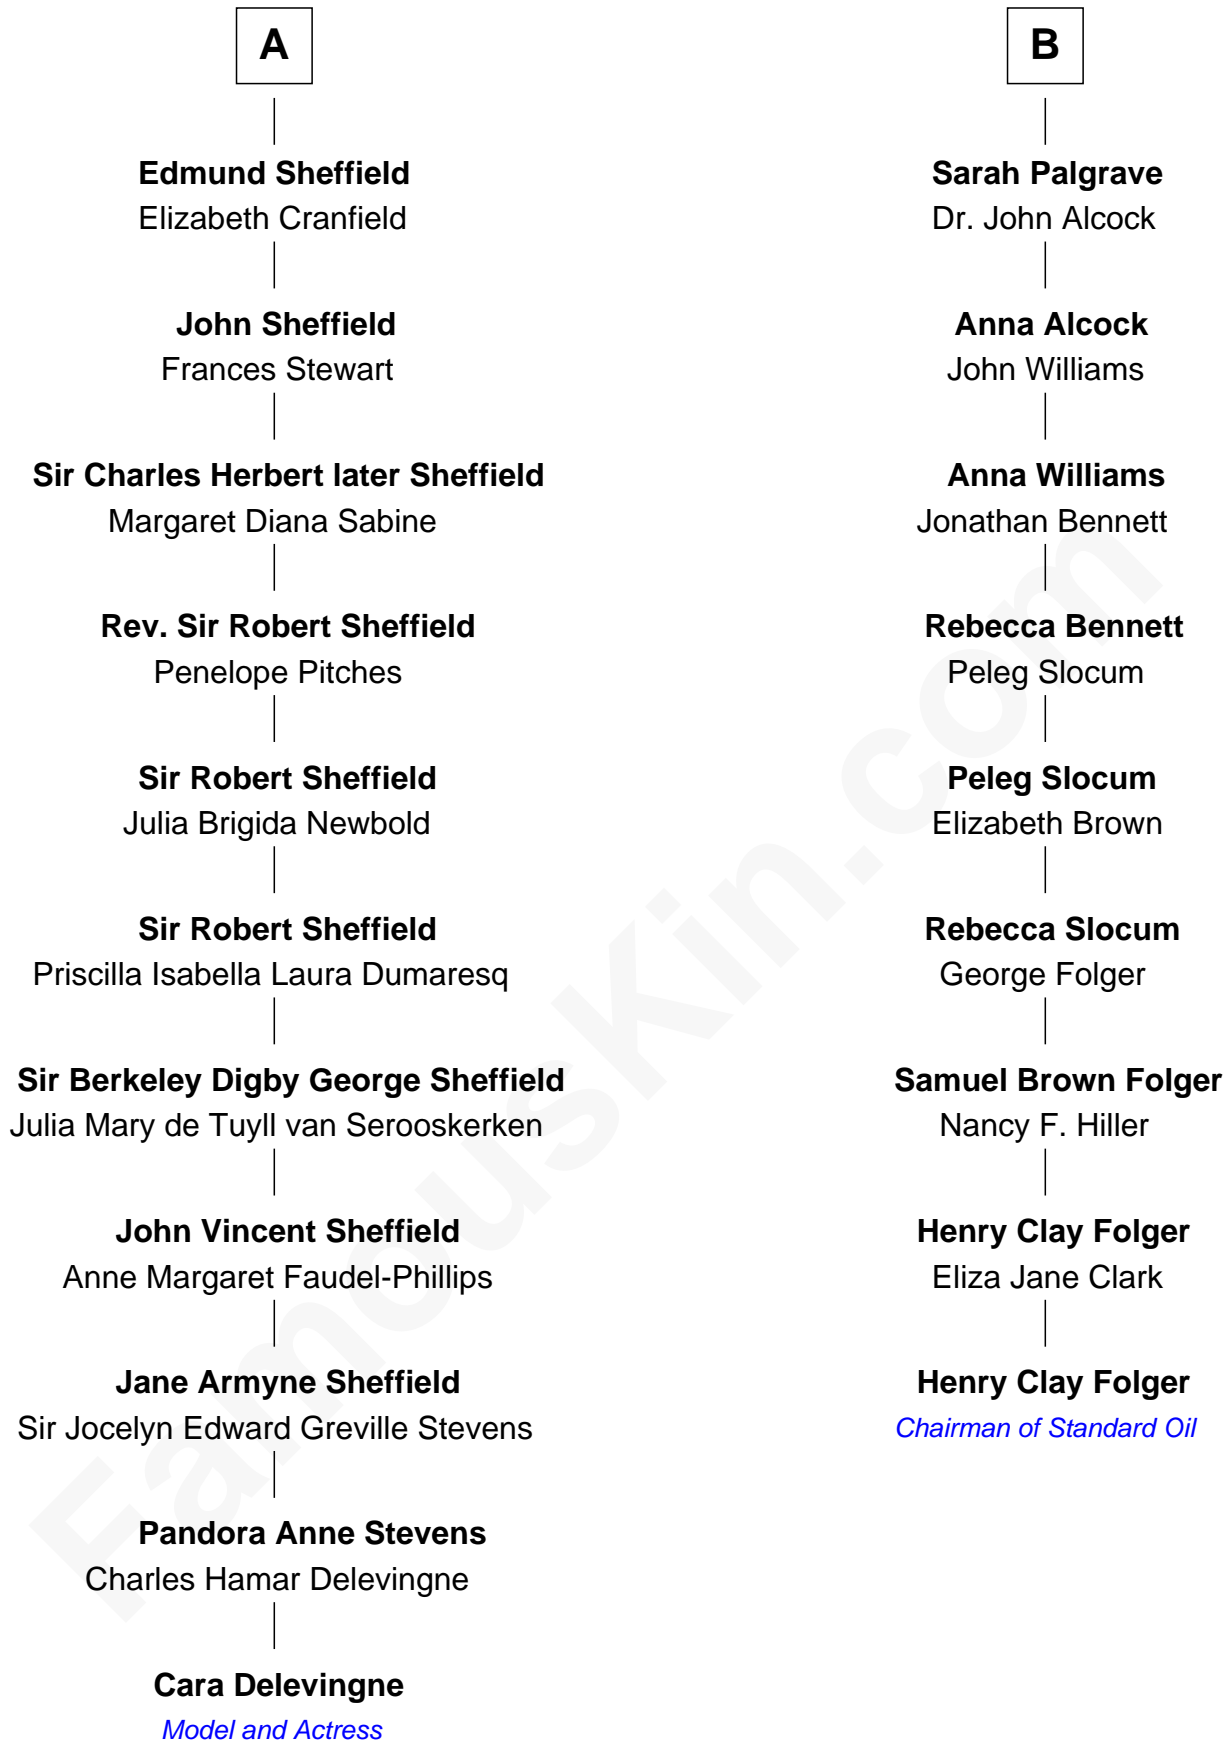 A
Edmund Sheffield
Elizabeth Cranfield
John Sheffield
Frances Stewart
Sir Charles Herbert later Sheffield
Margaret Diana Sabine
Rev. Sir Robert Sheffield
Penelope Pitches
Sir Robert Sheffield
Julia Brigida Newbold
Sir Robert Sheffield
Priscilla Isabella Laura Dumaresq
Sir Berkeley Digby George Sheffield
Julia Mary de Tuyll van Serooskerken
John Vincent Sheffield
Anne Margaret Faudel-Phillips
Jane Armyne Sheffield
Sir Jocelyn Edward Greville Stevens
Pandora Anne Stevens
Charles Hamar Delevingne
Cara Delevingne
Model and Actress
B
Sarah Palgrave
Dr. John Alcock
Anna Alcock
John Williams
Anna Williams
Jonathan Bennett
Rebecca Bennett
Peleg Slocum
Peleg Slocum
Elizabeth Brown
Rebecca Slocum
George Folger
Samuel Brown Folger
Nancy F. Hiller
Henry Clay Folger
Eliza Jane Clark
Henry Clay Folger
Chairman of Standard Oil
FamousKin.com